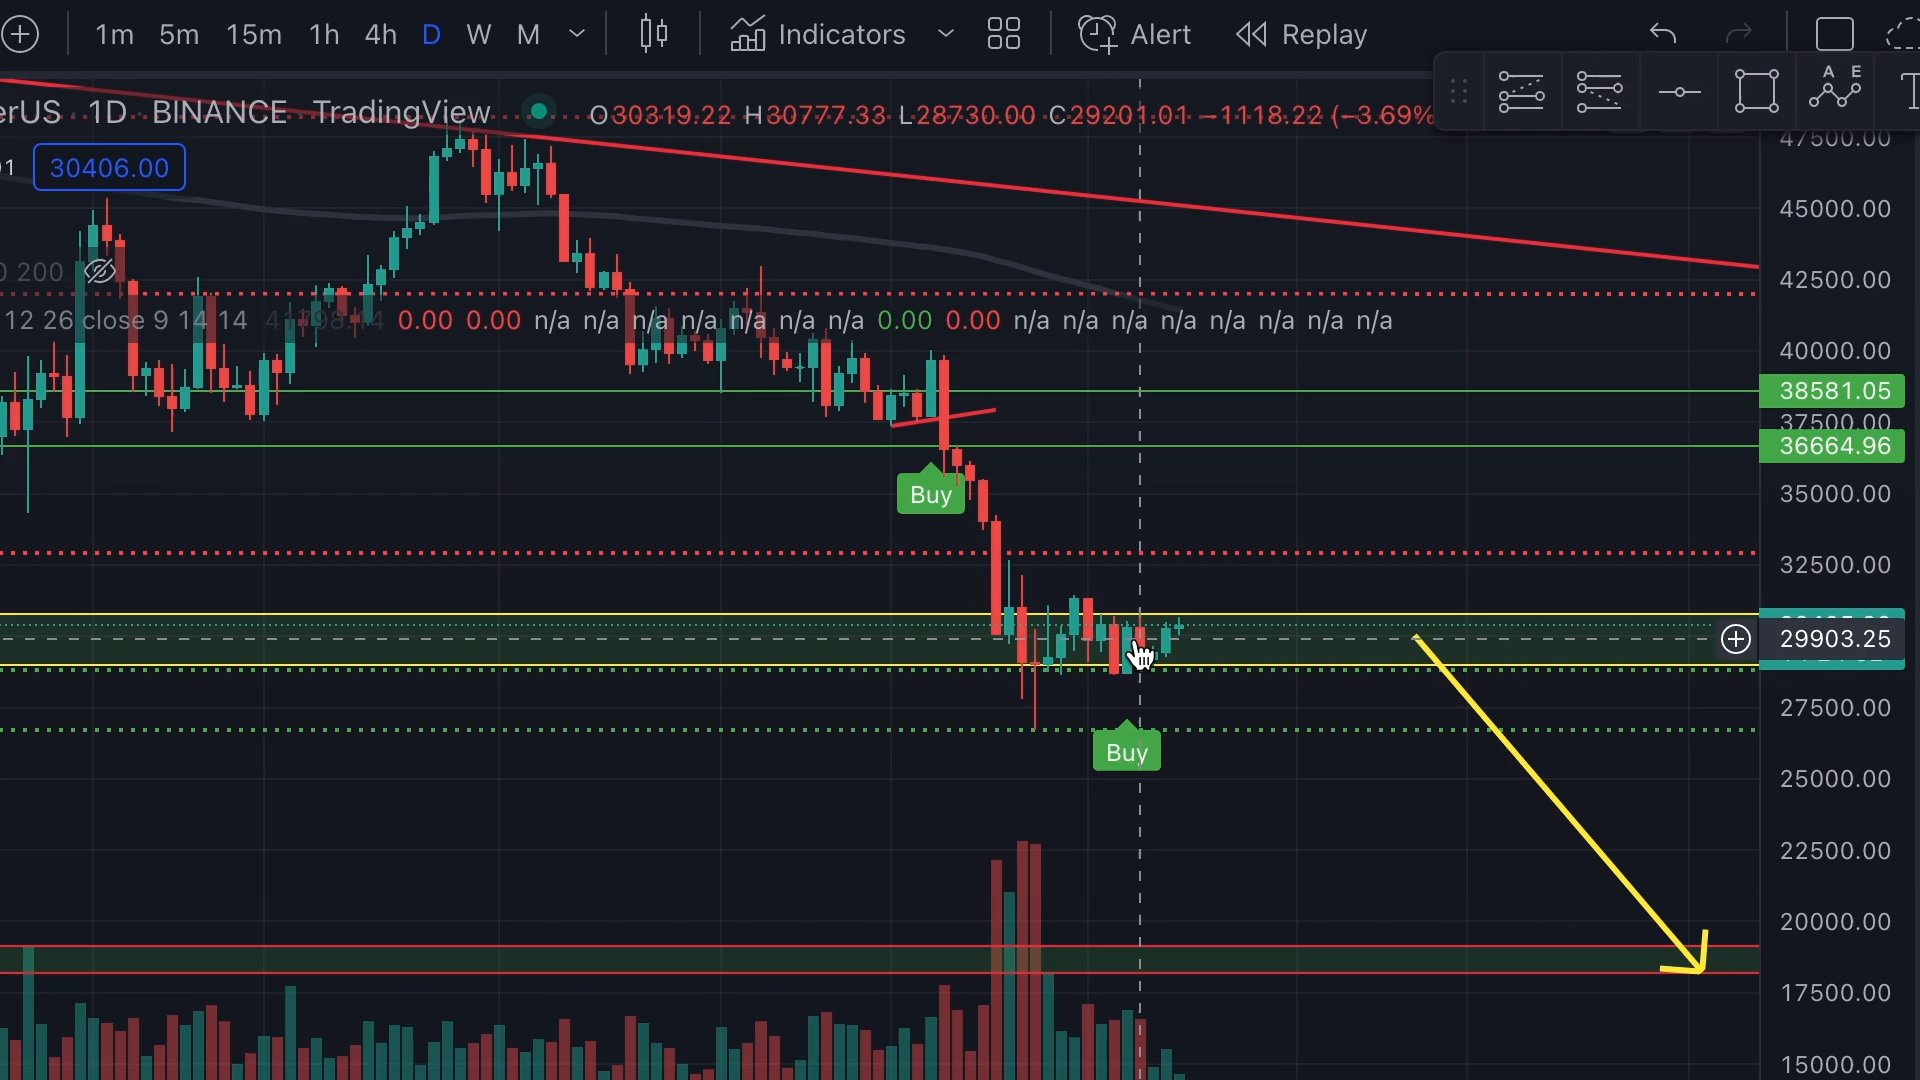 1m 5m 15m 1h 4h D W M Indicators Alert Replay
A E
T
erUS · 1D · BINANCE · TradingView O30319.22 H30777.33 L28730.00 C29201.01 −1118.22 (−3.69%
01 30406.00
0 200
12 26 close 9 14 14 0.00 0.00 n/a n/a n/a n/a n/a n/a n/a 0.00 0.00 n/a n/a n/a n/a n/a n/a n/a n/a
47500.00
45000.00
42500.00
40000.00
38581.05
37500.00
36664.96
35000.00
Buy
32500.00
29903.25
27500.00
Buy
25000.00
22500.00
20000.00
17500.00
15000.00